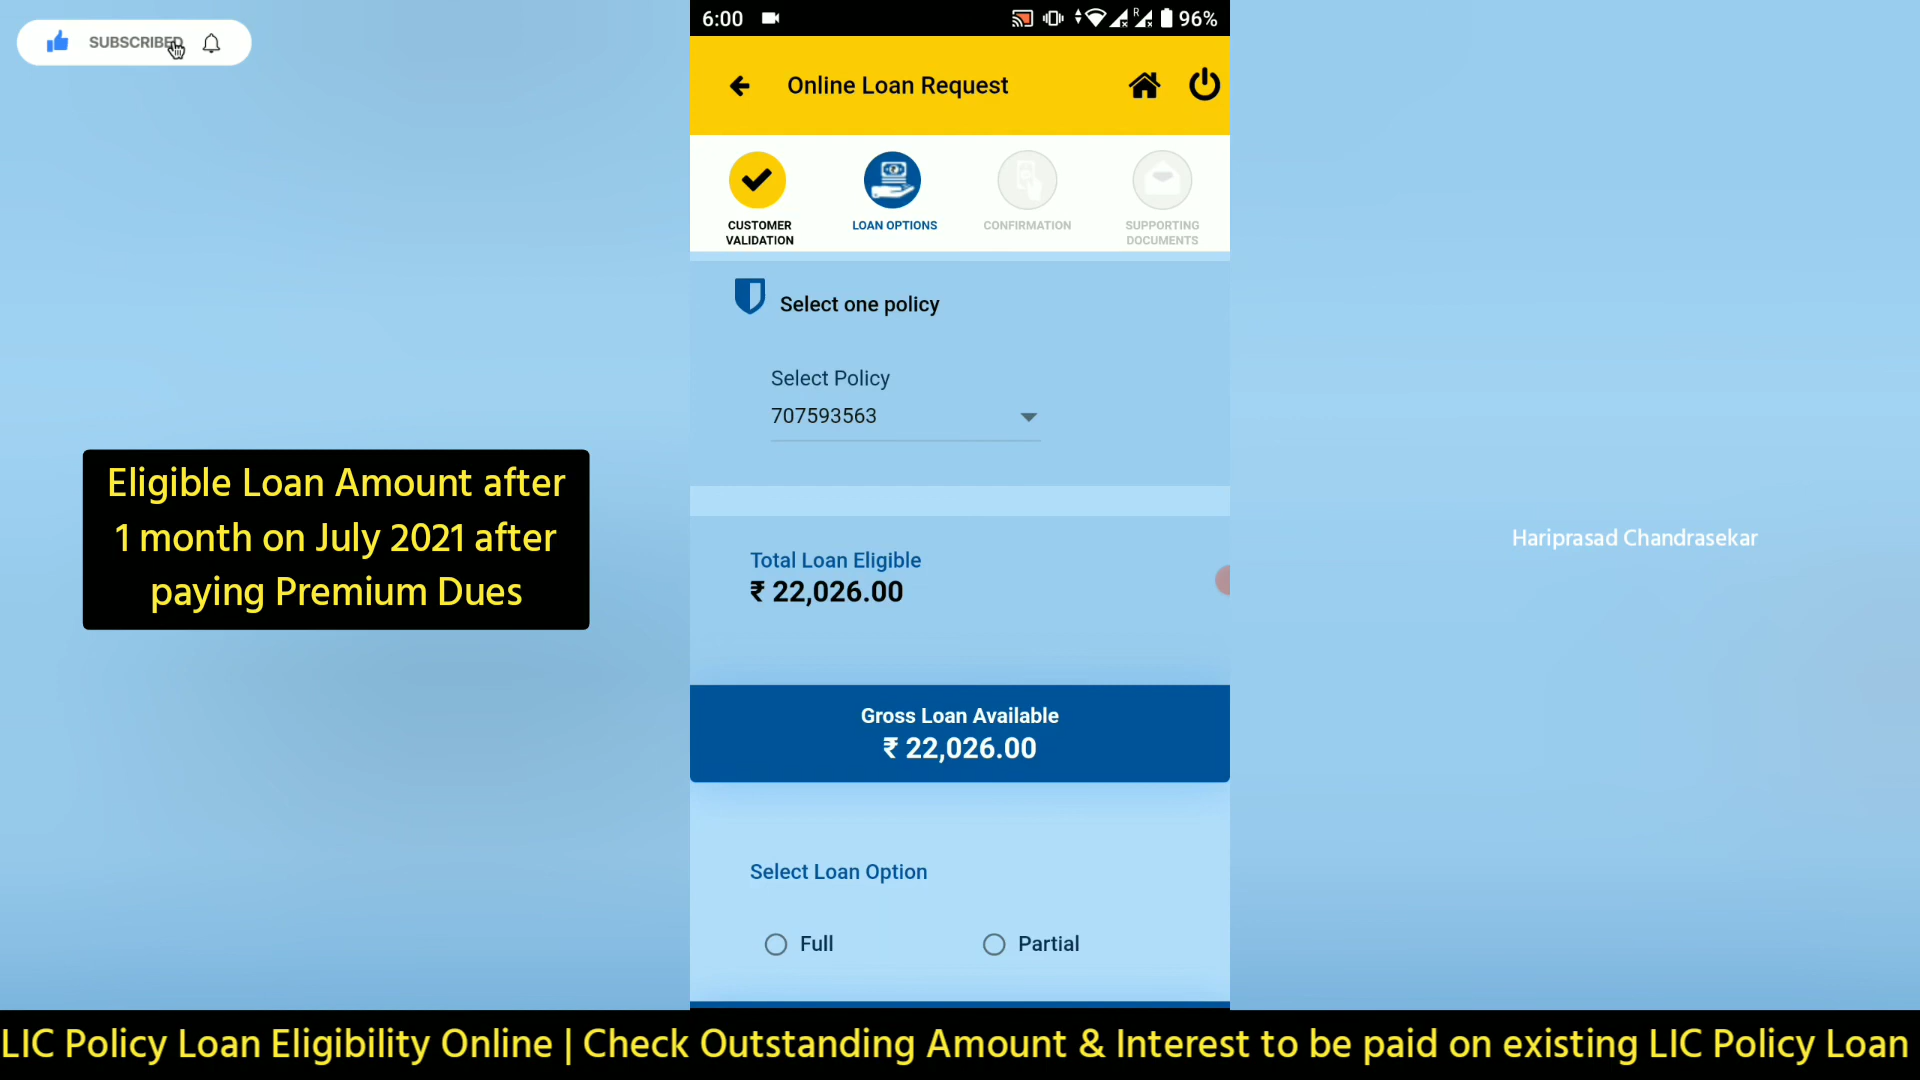 SUBSCRIBED
6:00
R
96%
Online Loan Request
CUSTOMER
VALIDATION
LOAN OPTIONS
CONFIRMATION
SUPPORTING
DOCUMENTS
Select one policy
Select Policy
707593563
Eligible Loan Amount after
1 month on July 2021 after
paying Premium Dues
Hariprasad Chandrasekar
Total Loan Eligible
₹ 22,026.00
Gross Loan Available
₹ 22,026.00
Select Loan Option
Full
Partial
LIC Policy Loan Eligibility Online | Check Outstanding Amount & Interest to be paid on existing LIC Policy Loan